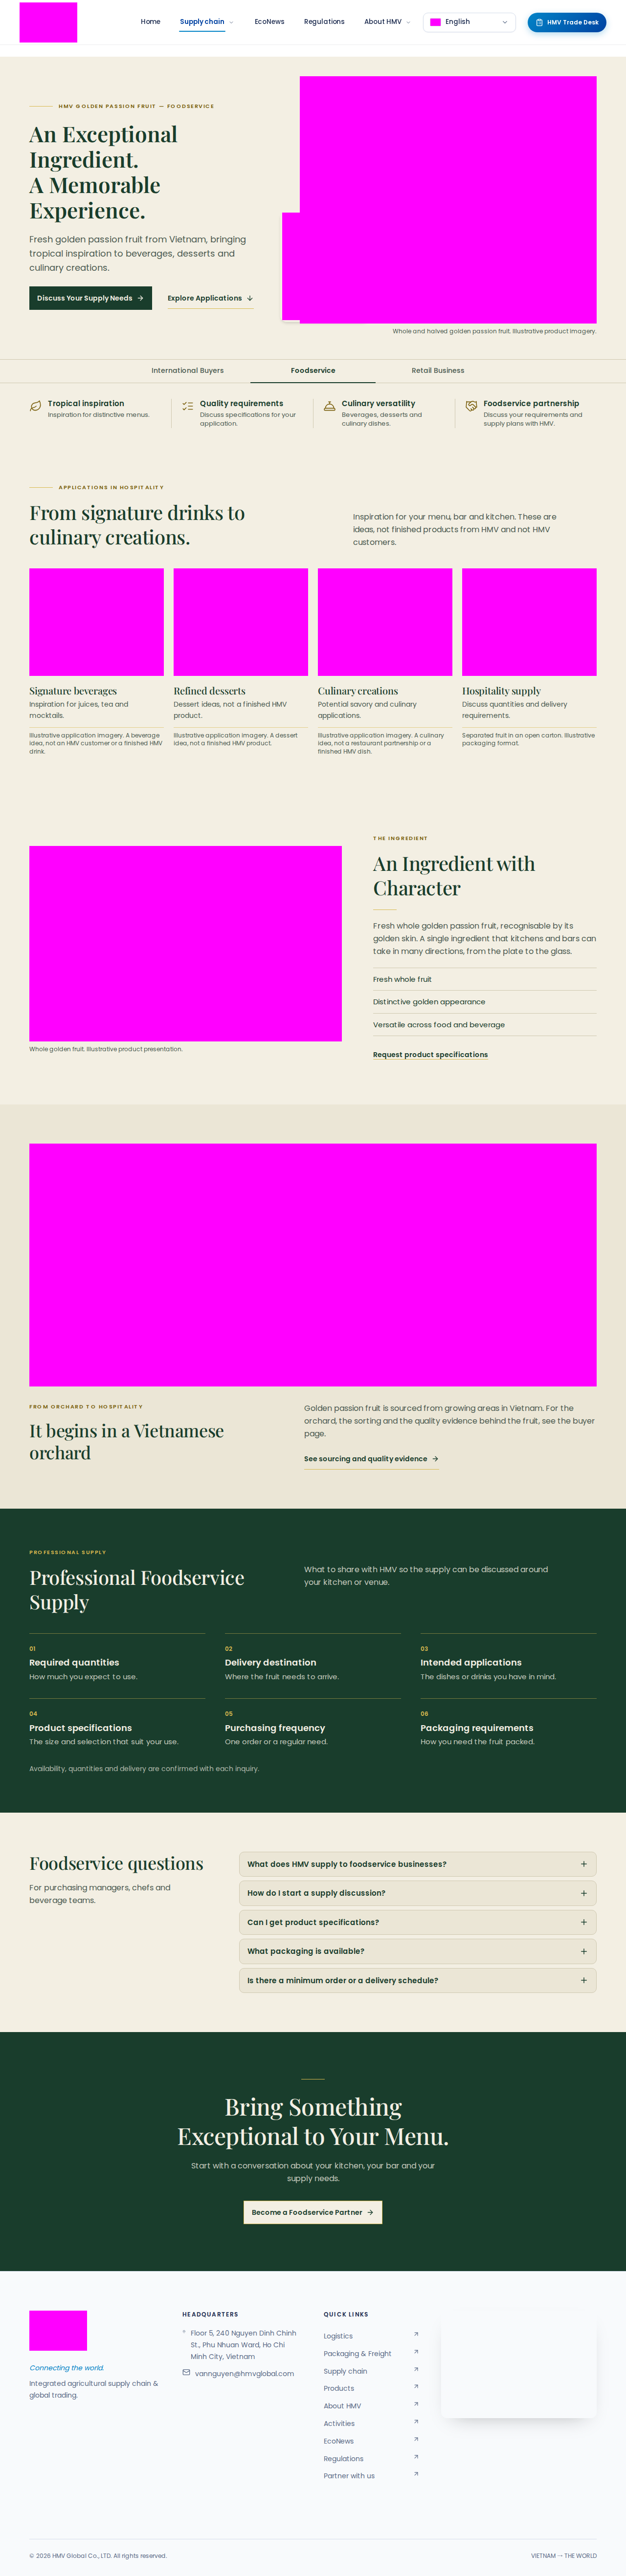 Home
Supply chain
EcoNews
Regulations
About HMV
English
HMV Trade Desk
HMV GOLDEN PASSION FRUIT — FOODSERVICE
An Exceptional
Ingredient.
A Memorable
Experience.
Fresh golden passion fruit from Vietnam, bringing
tropical inspiration to beverages, desserts and
culinary creations.
Discuss Your Supply Needs
Explore Applications
Whole and halved golden passion fruit. Illustrative product imagery.
International Buyers
Foodservice
Retail Business
Tropical inspiration
Inspiration for distinctive menus.
Quality requirements
Discuss specifications for your
application.
Culinary versatility
Beverages, desserts and
culinary dishes.
Foodservice partnership
Discuss your requirements and
supply plans with HMV.
APPLICATIONS IN HOSPITALITY
From signature drinks to
culinary creations.
Inspiration for your menu, bar and kitchen. These are
ideas, not finished products from HMV and not HMV
customers.
Signature beverages
Inspiration for juices, tea and
mocktails.
Illustrative application imagery. A beverage
idea, not an HMV customer or a finished HMV
drink.
Refined desserts
Dessert ideas, not a finished HMV
product.
Illustrative application imagery. A dessert
idea, not a finished HMV product.
Culinary creations
Potential savory and culinary
applications.
Illustrative application imagery. A culinary
idea, not a restaurant partnership or a
finished HMV dish.
Hospitality supply
Discuss quantities and delivery
requirements.
Separated fruit in an open carton. Illustrative
packaging format.
THE INGREDIENT
An Ingredient with
Character
Fresh whole golden passion fruit, recognisable by its
golden skin. A single ingredient that kitchens and bars can
take in many directions, from the plate to the glass.
Fresh whole fruit
Distinctive golden appearance
Versatile across food and beverage
Request product specifications
Whole golden fruit. Illustrative product presentation.
FROM ORCHARD TO HOSPITALITY
It begins in a Vietnamese
orchard
Golden passion fruit is sourced from growing areas in Vietnam. For the
orchard, the sorting and the quality evidence behind the fruit, see the buyer
page.
See sourcing and quality evidence
PROFESSIONAL SUPPLY
Professional Foodservice
Supply
What to share with HMV so the supply can be discussed around
your kitchen or venue.
01
Required quantities
How much you expect to use.
02
Delivery destination
Where the fruit needs to arrive.
03
Intended applications
The dishes or drinks you have in mind.
04
Product specifications
The size and selection that suit your use.
05
Purchasing frequency
One order or a regular need.
06
Packaging requirements
How you need the fruit packed.
Availability, quantities and delivery are confirmed with each inquiry.
Foodservice questions
For purchasing managers, chefs and
beverage teams.
What does HMV supply to foodservice businesses?
How do I start a supply discussion?
Can I get product specifications?
What packaging is available?
Is there a minimum order or a delivery schedule?
Bring Something
Exceptional to Your Menu.
Start with a conversation about your kitchen, your bar and your
supply needs.
Become a Foodservice Partner
Connecting the world.
Integrated agricultural supply chain &
global trading.
HEADQUARTERS
Floor 5, 240 Nguyen Dinh Chinh
St., Phu Nhuan Ward, Ho Chi
Minh City, Vietnam
vannguyen@hmvglobal.com
QUICK LINKS
Logistics
Packaging & Freight
Supply chain
Products
About HMV
Activities
EcoNews
Regulations
Partner with us
© 2026 HMV Global Co., LTD. All rights reserved.
VIETNAM — THE WORLD